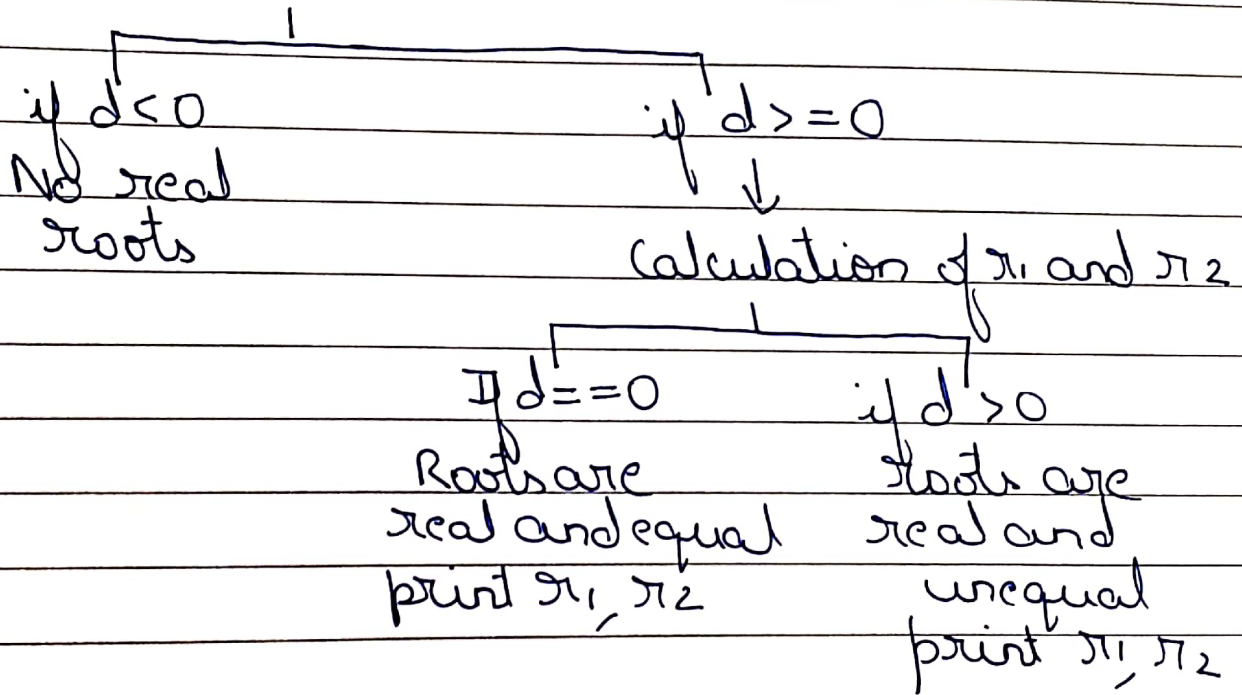 if d<0
No real
roots
if d>=0
↓
Calculation of r1 and r2
If d==0
Roots are
real and equal
print r1, r2
if d>0
roots are
real and
unequal
print r1, r2